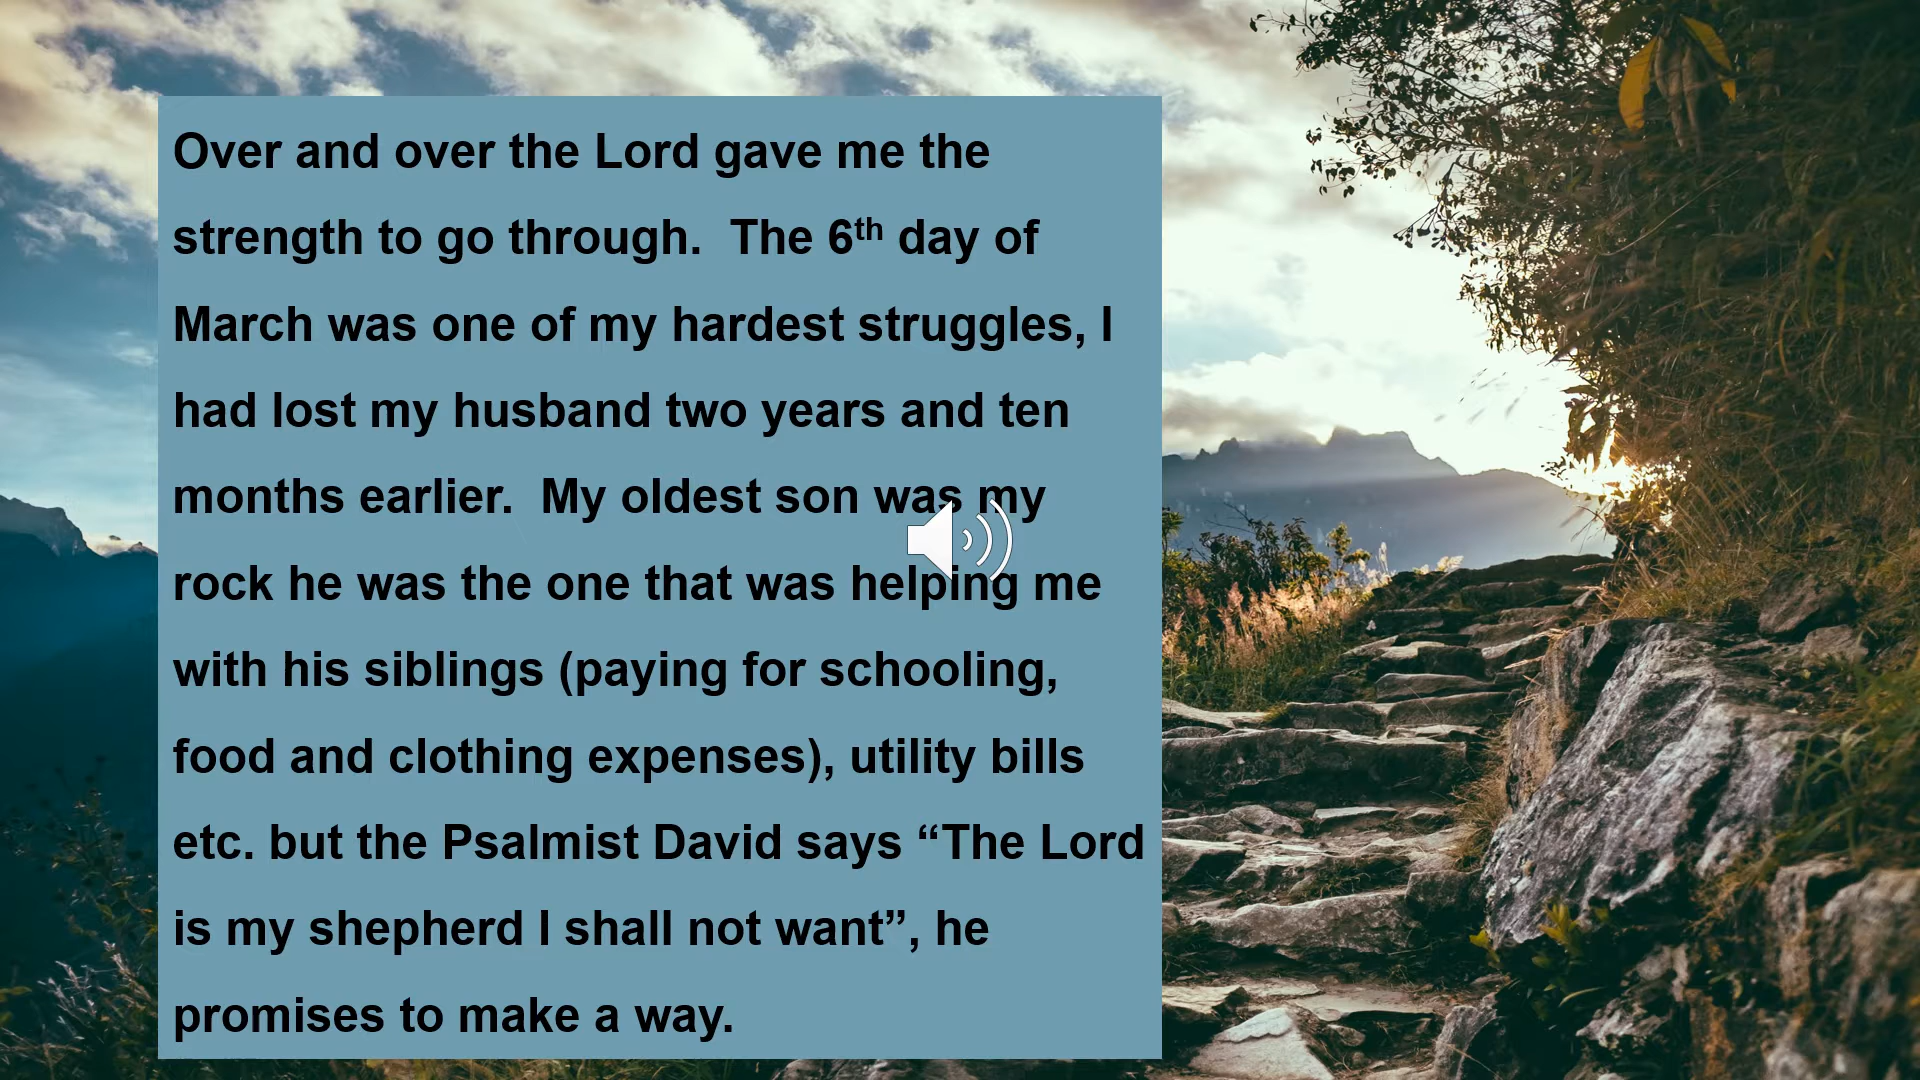 Over and over the Lord gave me the
strength to go through.  The 6th day of
March was one of my hardest struggles, I
had lost my husband two years and ten
months earlier.  My oldest son was my
rock he was the one that was helping me
with his siblings (paying for schooling,
food and clothing expenses), utility bills
etc. but the Psalmist David says “The Lord
is my shepherd I shall not want”, he
promises to make a way.